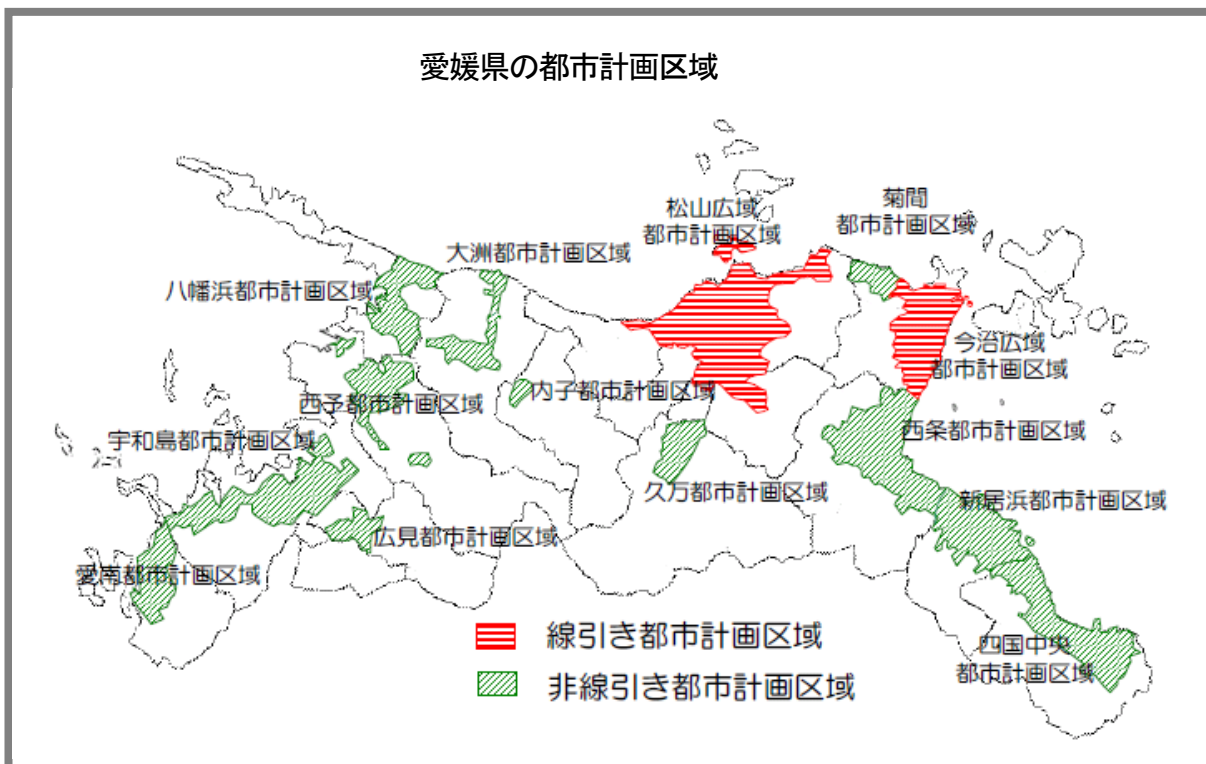 愛媛県の都市計画区域
松山広域
都市計画区域
菊間
都市計画区域
大洲都市計画区域
八幡浜都市計画区域
今治広域
都市計画区域
内子都市計画区域
西予都市計画区域
西条都市計画区域
宇和島都市計画区域
久万都市計画区域
新居浜都市計画区域
広見都市計画区域
愛南都市計画区域
線引き都市計画区域
四国中央
都市計画区域
非線引き都市計画区域